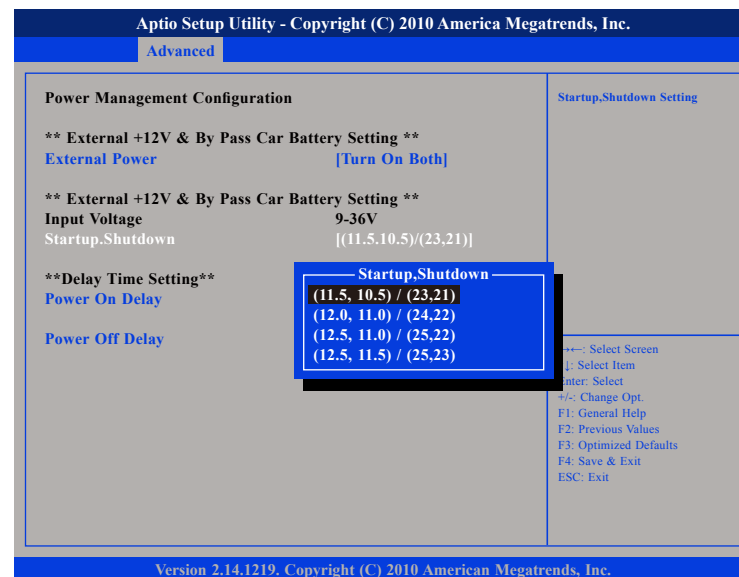 Aptio Setup Utility - Copyright (C) 2010 America Megatrends, Inc.
Advanced
Power Management Configuration
** External +12V & By Pass Car Battery Setting **
External Power [Turn On Both]
** External +12V & By Pass Car Battery Setting **
Input Voltage 9-36V
Startup.Shutdown [(11.5.10.5)/(23,21)]
**Delay Time Setting**
Power On Delay
Power Off Delay
Startup,Shutdown
(11.5, 10.5) / (23,21)
(12.0, 11.0) / (24,22)
(12.5, 11.0) / (25,22)
(12.5, 11.5) / (25,23)
Startup,Shutdown Setting
→←: Select Screen
↓: Select Item
Enter: Select
+/-: Change Opt.
F1: General Help
F2: Previous Values
F3: Optimized Defaults
F4: Save & Exit
ESC: Exit
Version 2.14.1219. Copyright (C) 2010 American Megatrends, Inc.